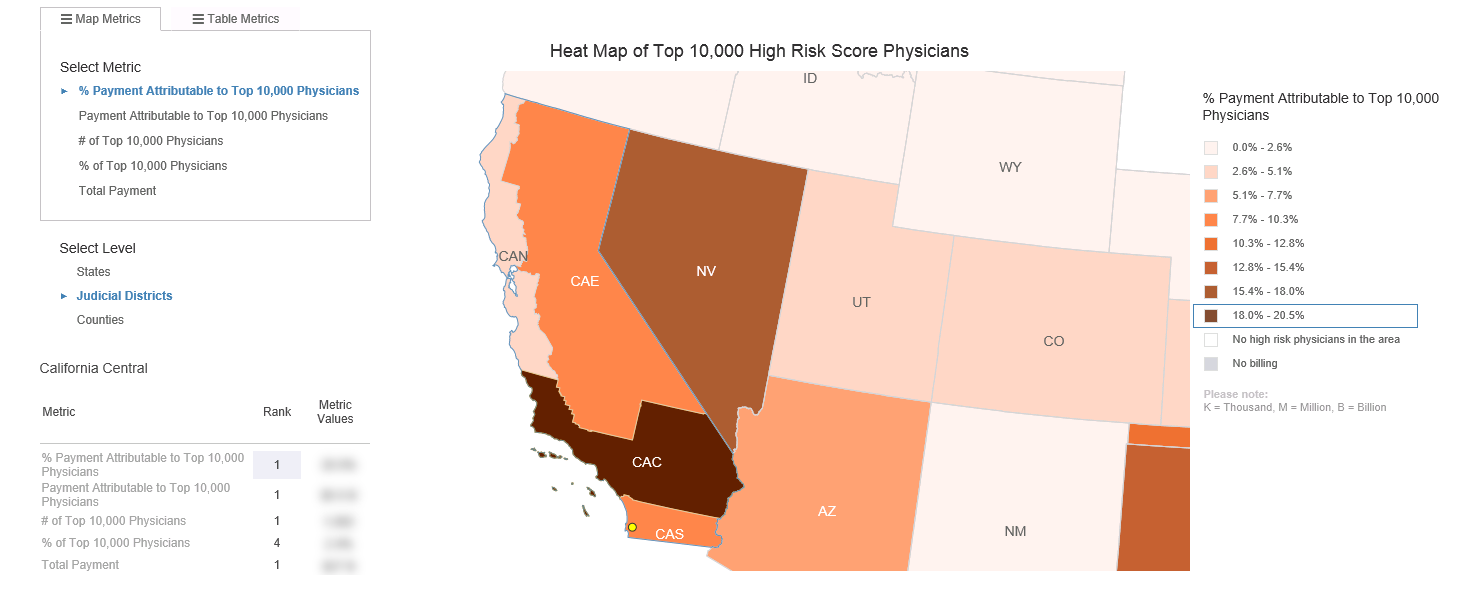 Map Metrics
Table Metrics
Select Metric
% Payment Attributable to Top 10,000 Physicians
Payment Attributable to Top 10,000 Physicians
# of Top 10,000 Physicians
% of Top 10,000 Physicians
Total Payment
Select Level
States
Judicial Districts
Counties
California Central
Metric Rank Metric
Values
% Payment Attributable to Top 10,000
Physicians 1
Payment Attributable to Top 10,000
Physicians 1
# of Top 10,000 Physicians 1
% of Top 10,000 Physicians 4
Total Payment 1
Heat Map of Top 10,000 High Risk Score Physicians
ID
WY
CAN
CAE
NV
UT
CO
CAC
CAS
AZ
NM
% Payment Attributable to Top 10,000
Physicians
0.0% - 2.6%
2.6% - 5.1%
5.1% - 7.7%
7.7% - 10.3%
10.3% - 12.8%
12.8% - 15.4%
15.4% - 18.0%
18.0% - 20.5%
No high risk physicians in the area
No billing
Please note:
K = Thousand, M = Million, B = Billion